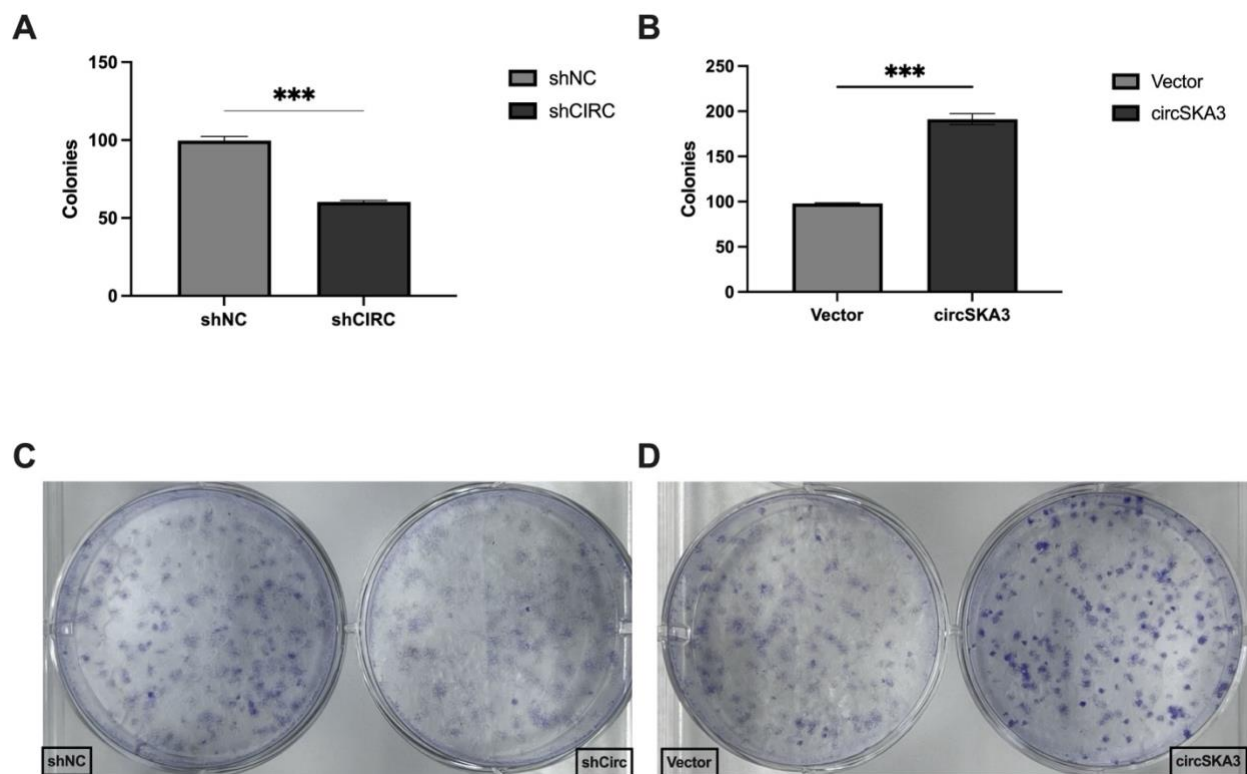 A
150
100
50
0
Colonies
***
shNC
shCIRC
shNC
shCIRC
B
250
200
150
100
50
0
Colonies
***
Vector
circSKA3
Vector
circSKA3
C
shNC
shCirc
D
Vector
circSKA3